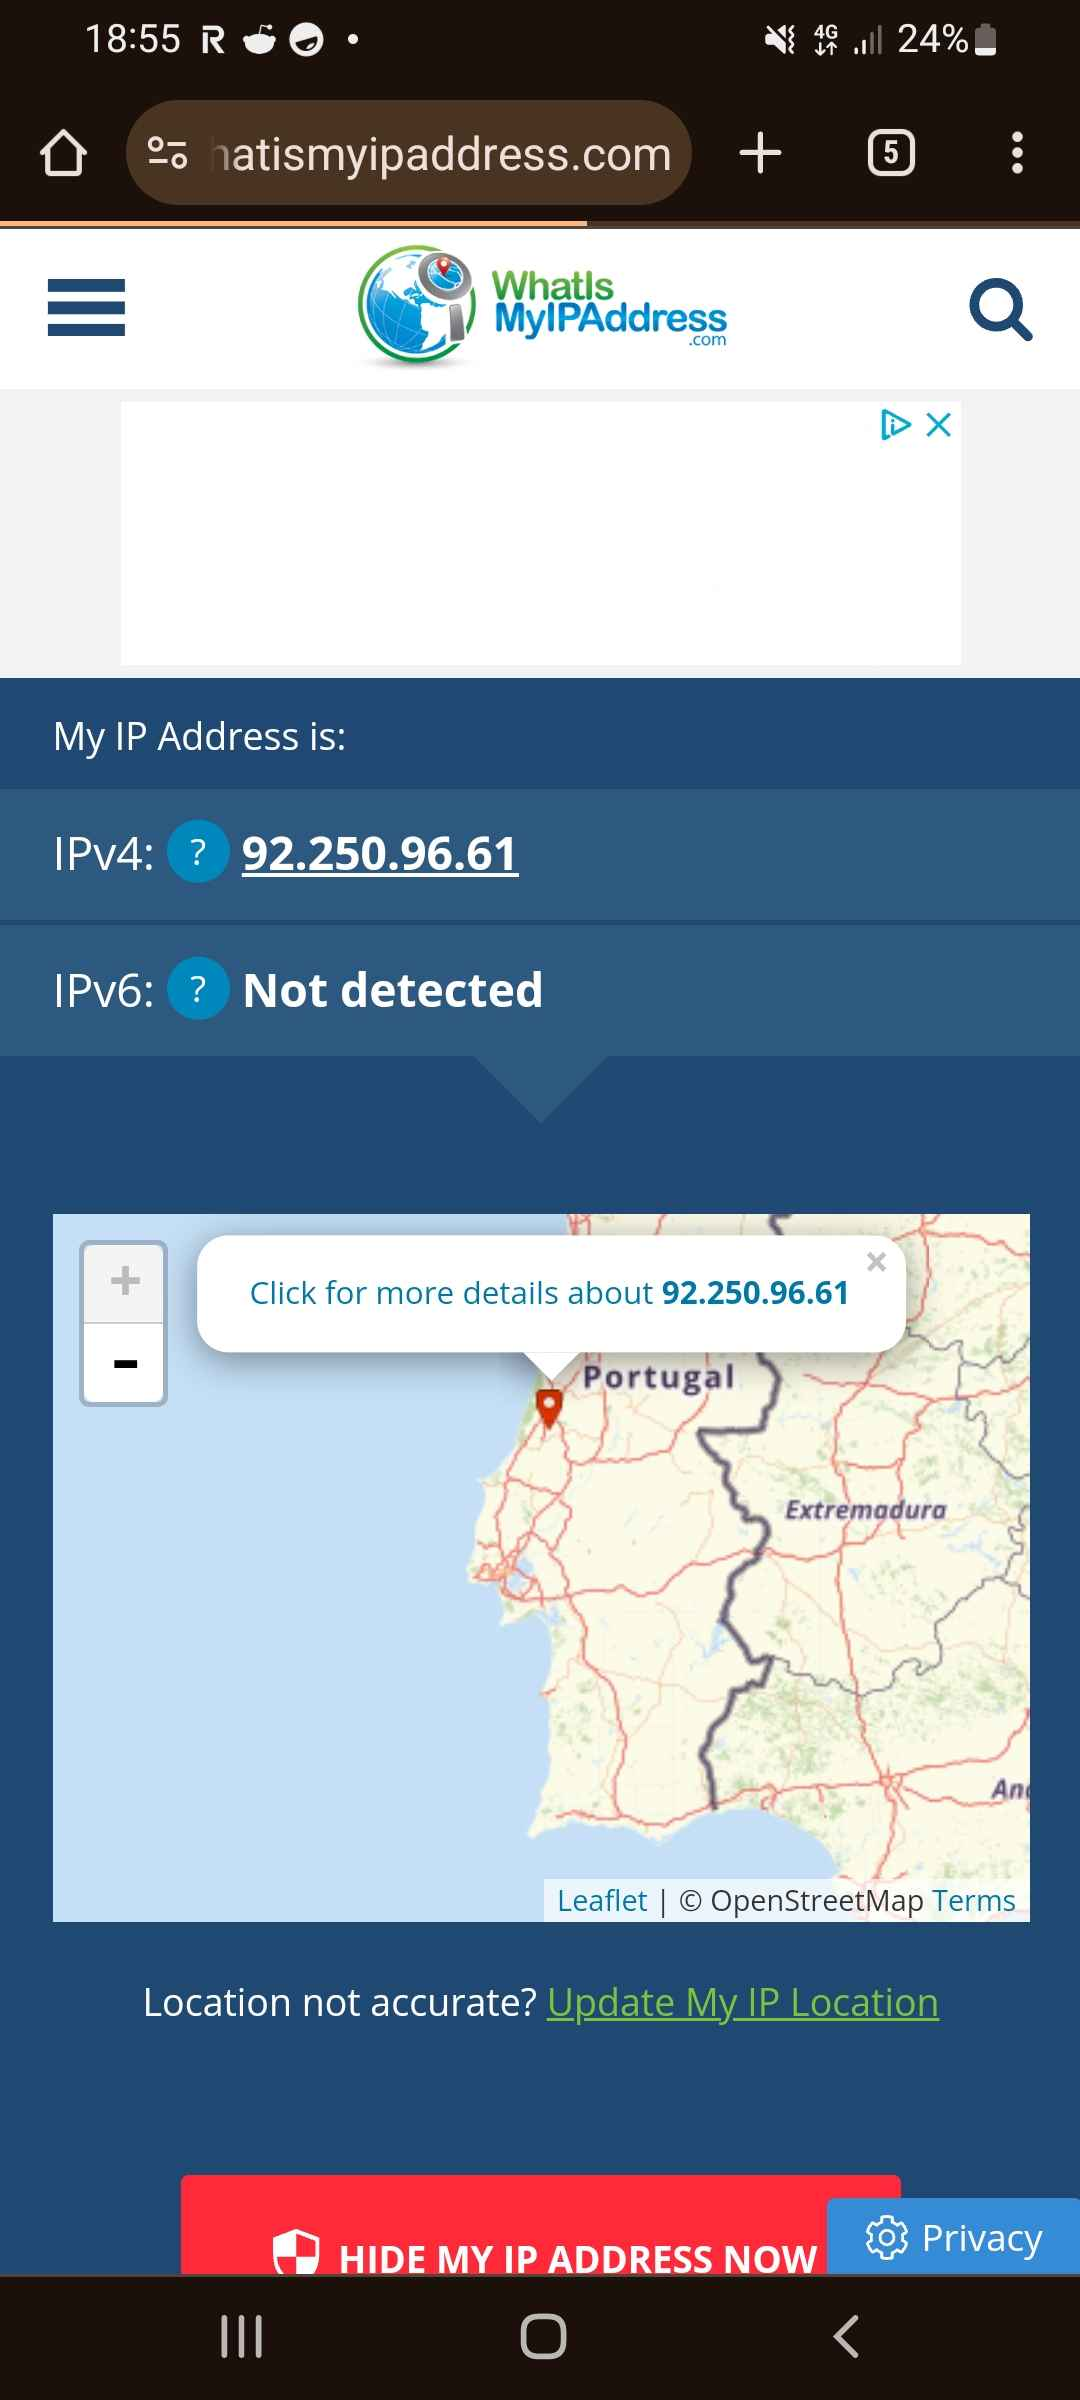 18:55
4G
24%
hatismyipaddress.com
5
WhatIs
MyIPAddress
.com
My IP Address is:
IPv4: ? 92.250.96.61
IPv6: ? Not detected
+
-
Click for more details about 92.250.96.61
×
Portugal
Extremadura
And
Leaflet | © OpenStreetMap Terms
Location not accurate? Update My IP Location
HIDE MY IP ADDRESS NOW
Privacy